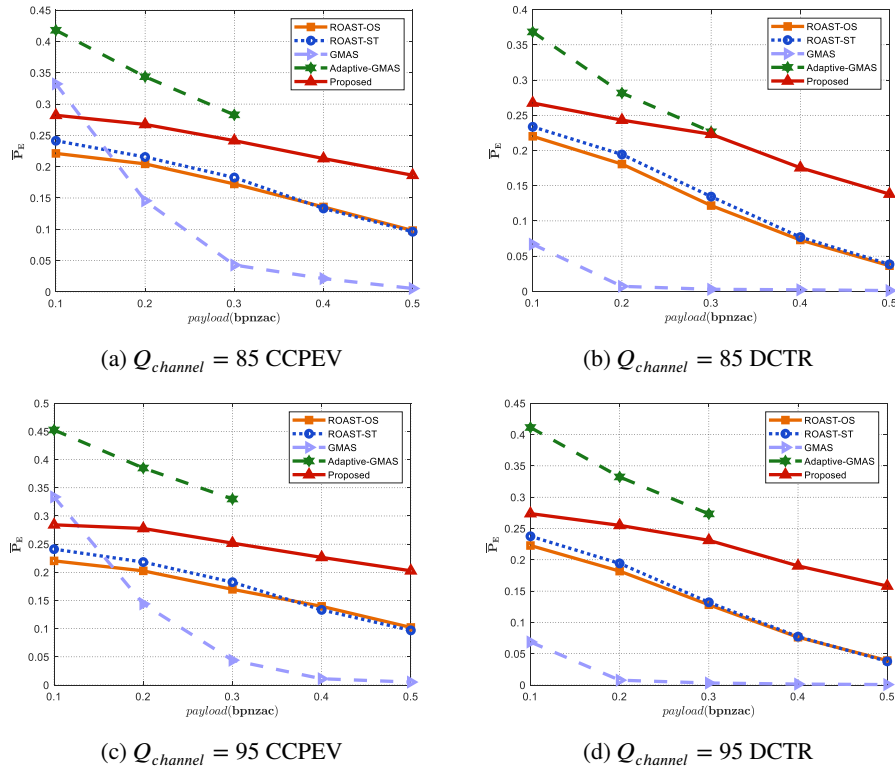 0.45
0.4
0.35
0.3
0.25
0.2
0.15
0.1
0.05
0
P̅_E
0.1 0.2 0.3 0.4 0.5
payload(bpnzac)
ROAST-OS
ROAST-ST
GMAS
Adaptive-GMAS
Proposed
(a) Q_channel = 85 CCPEV
0.4
0.35
0.3
0.25
0.2
0.15
0.1
0.05
0
P̅_E
0.1 0.2 0.3 0.4 0.5
payload(bpnzac)
ROAST-OS
ROAST-ST
GMAS
Adaptive-GMAS
Proposed
(b) Q_channel = 85 DCTR
0.5
0.45
0.4
0.35
0.3
0.25
0.2
0.15
0.1
0.05
0
P̅_E
0.1 0.2 0.3 0.4 0.5
payload(bpnzac)
ROAST-OS
ROAST-ST
GMAS
Adaptive-GMAS
Proposed
(c) Q_channel = 95 CCPEV
0.45
0.4
0.35
0.3
0.25
0.2
0.15
0.1
0.05
0
P̅_E
0.1 0.2 0.3 0.4 0.5
payload(bpnzac)
ROAST-OS
ROAST-ST
GMAS
Adaptive-GMAS
Proposed
(d) Q_channel = 95 DCTR